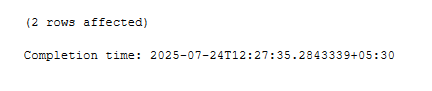 (2 rows affected)
Completion time: 2025-07-24T12:27:35.2843339+05:30